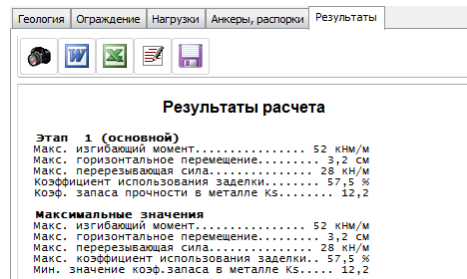 Геология Ограждение Нагрузки Анкеры, распорки Результаты
Результаты расчета
Этап 1 (основной)
Макс. изгибающий момент................ 52 кНм/м
Макс. горизонтальное перемещение......... 3,2 см
Макс. перерезывающая сила............... 28 кН/м
Коэффициент использования заделки....... 57,5 %
Коэф. запаса прочности в металле Ks........ 12,2
Максимальные значения
Макс. изгибающий момент................ 52 кНм/м
Макс. горизонтальное перемещение......... 3,2 см
Макс. перерезывающая сила............... 28 кН/м
Макс. коэффициент использования заделки.. 57,5 %
Мин. значение коэф.запаса в металле Ks..... 12,2